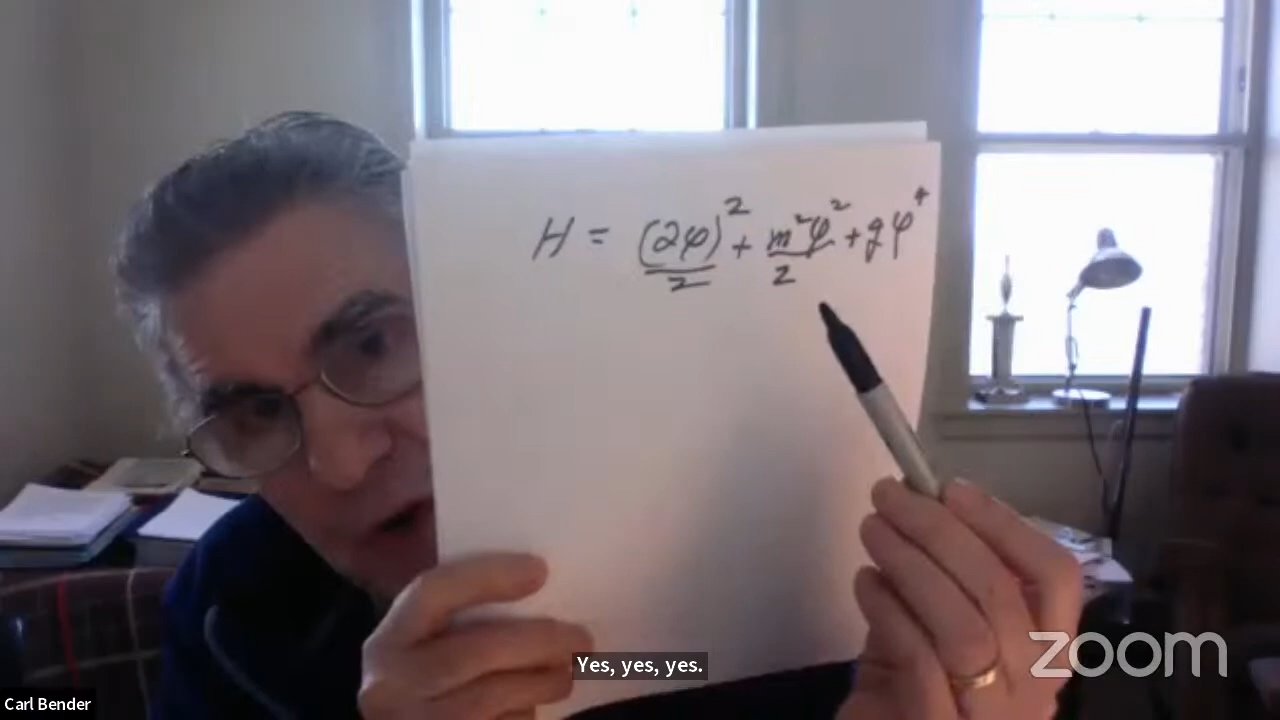 H = (∂φ)²/2 + m²φ²/2 + gφ⁴
Yes, yes, yes.
zoom
Carl Bender